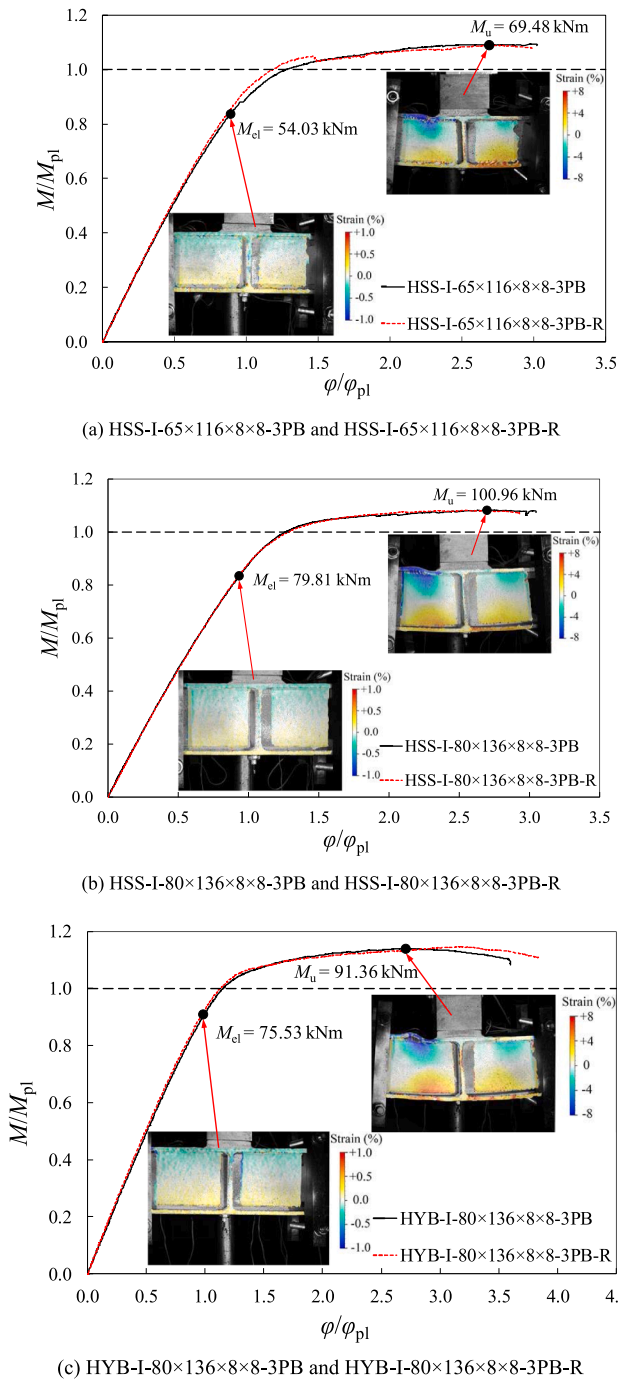 1.2
M_u = 69.48 kNm
1.0
Strain (%)
+8
+4
0
-4
-8
0.8
M_el = 54.03 kNm
M/M_pl
0.6
Strain (%)
+1.0
+0.5
0.0
-0.5
-1.0
0.4
HSS-I-65×116×8×8-3PB
0.2
HSS-I-65×116×8×8-3PB-R
0.0
0.0 0.5 1.0 1.5 2.0 2.5 3.0 3.5
φ/φ_pl
(a) HSS-I-65×116×8×8-3PB and HSS-I-65×116×8×8-3PB-R
1.2
M_u = 100.96 kNm
1.0
Strain (%)
+8
+4
0
-4
-8
M_el = 79.81 kNm
0.8
M/M_pl
0.6
Strain (%)
+1.0
+0.5
0.0
-0.5
-1.0
0.4
HSS-I-80×136×8×8-3PB
0.2
HSS-I-80×136×8×8-3PB-R
0.0
0.0 0.5 1.0 1.5 2.0 2.5 3.0 3.5
φ/φ_pl
(b) HSS-I-80×136×8×8-3PB and HSS-I-80×136×8×8-3PB-R
1.2
M_u = 91.36 kNm
1.0
Strain (%)
+8
+4
0
-4
-8
M_el = 75.53 kNm
0.8
M/M_pl
0.6
Strain (%)
+1.0
+0.5
0.0
-0.5
-1.0
0.4
HYB-I-80×136×8×8-3PB
0.2
HYB-I-80×136×8×8-3PB-R
0.0
0.0 0.5 1.0 1.5 2.0 2.5 3.0 3.5 4.
φ/φ_pl
(c) HYB-I-80×136×8×8-3PB and HYB-I-80×136×8×8-3PB-R